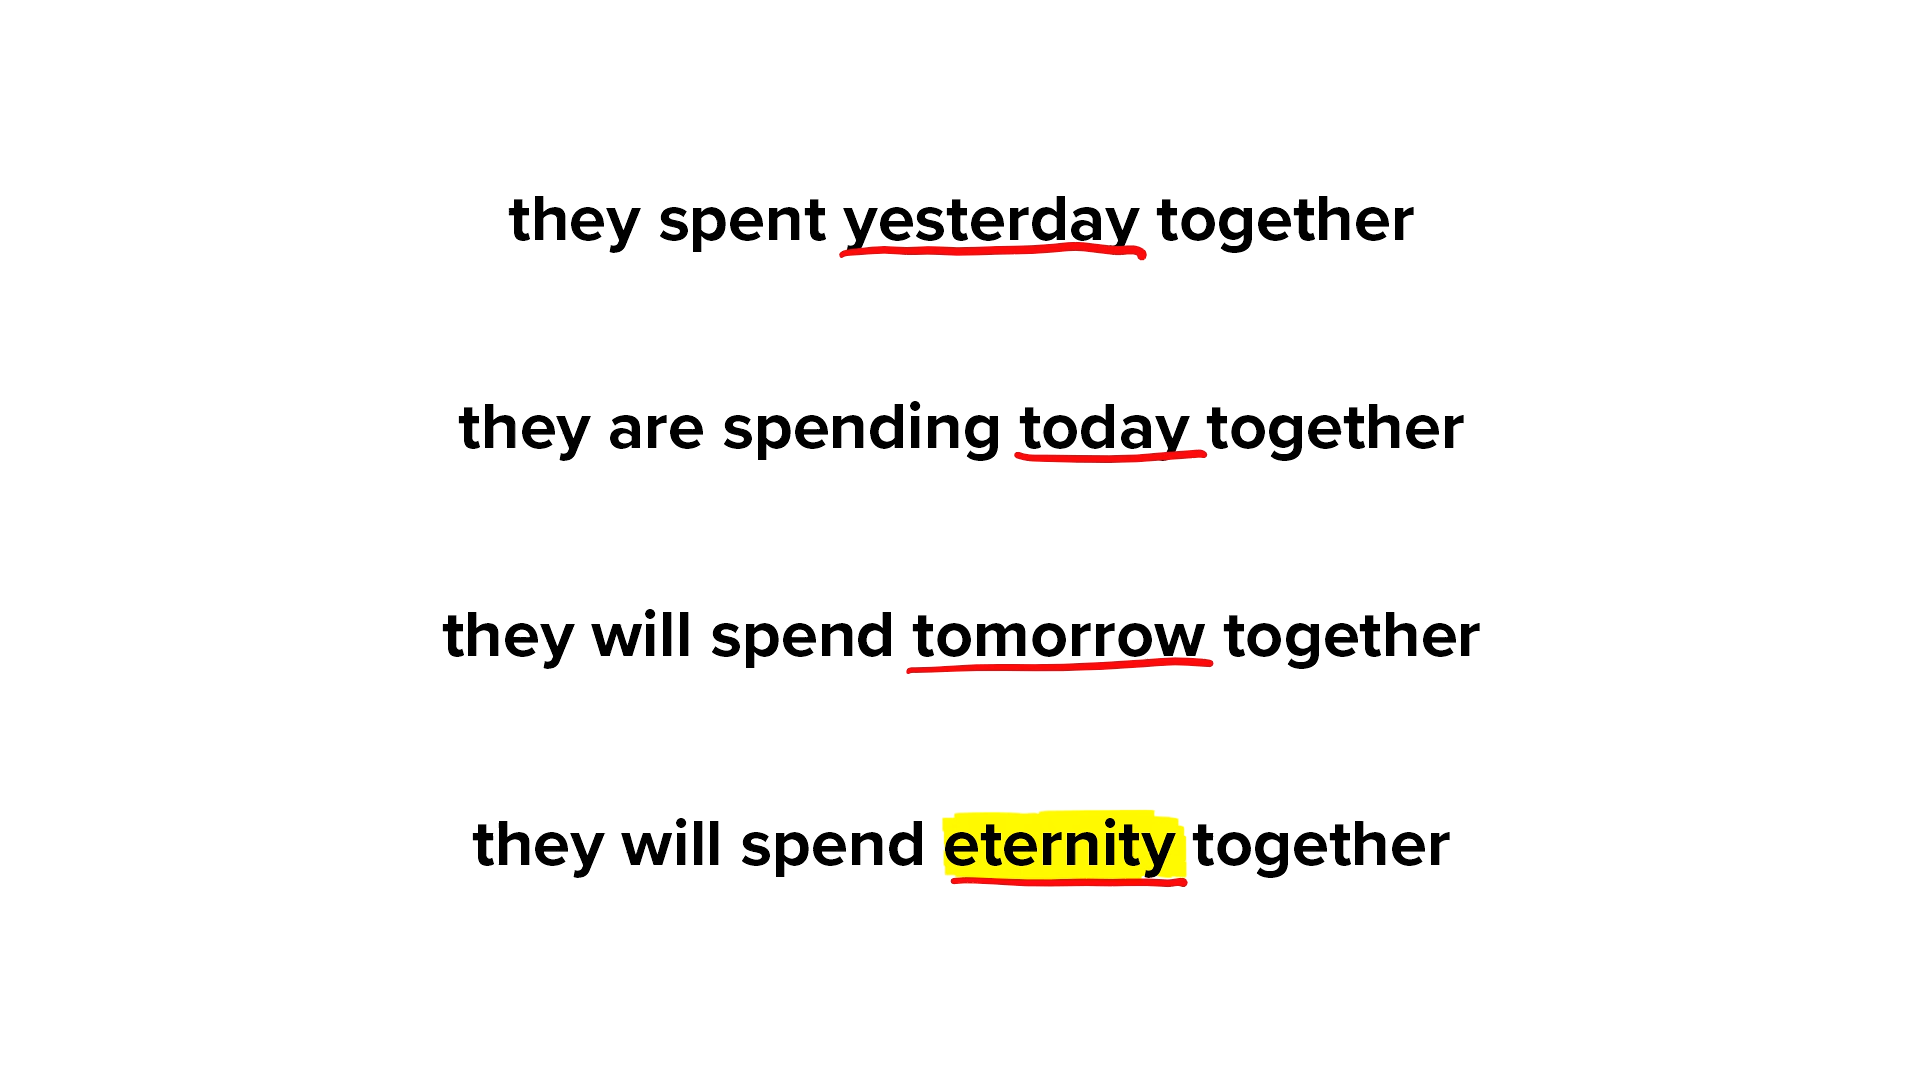 they spent yesterday together
they are spending today together
they will spend tomorrow together
they will spend eternity together